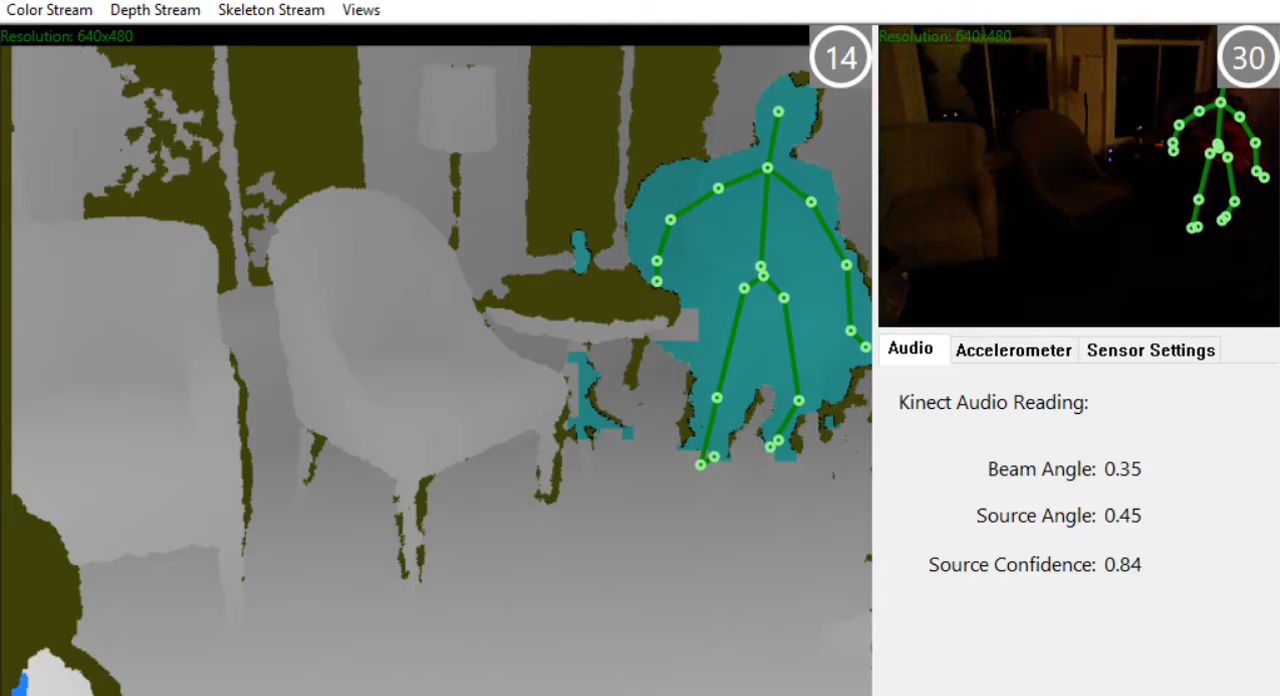 Color Stream Depth Stream Skeleton Stream Views
Resolution: 640x480
14
Resolution: 640x480
30
Audio Accelerometer Sensor Settings
Kinect Audio Reading:
Beam Angle: 0.35
Source Angle: 0.45
Source Confidence: 0.84